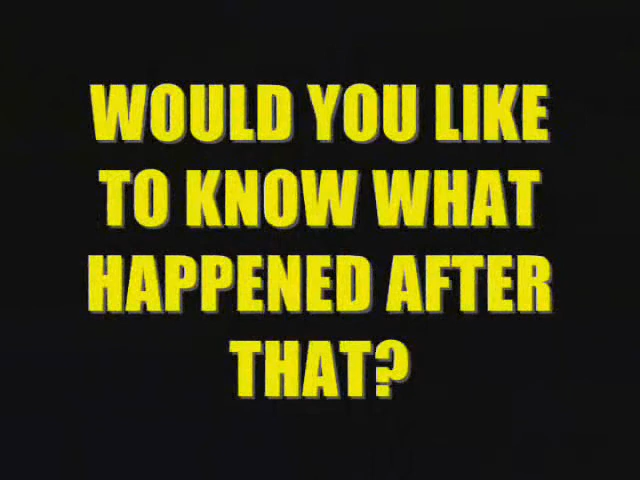 WOULD YOU LIKE
TO KNOW WHAT
HAPPENED AFTER
THAT?